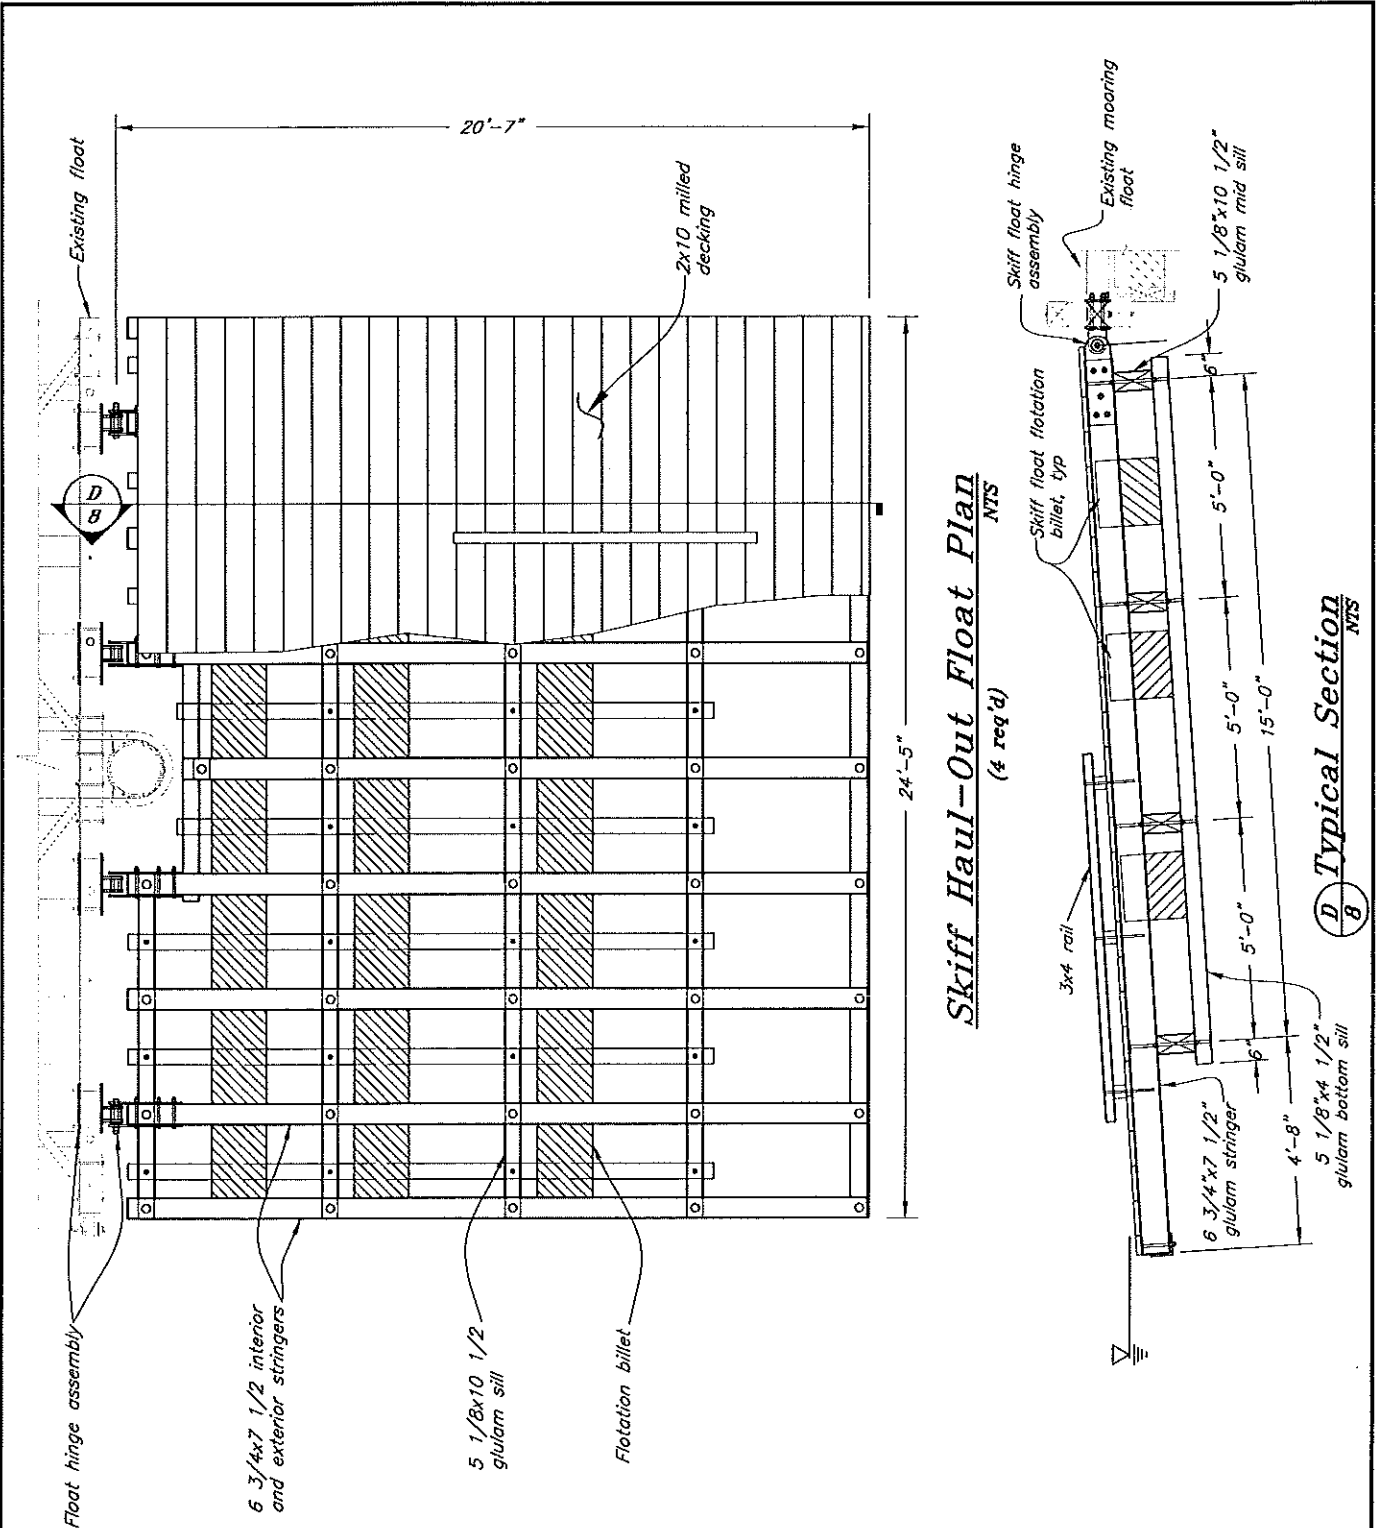 Existing float
20'-7"
2x10 milled
decking
D
8
24'-5"
Float hinge assembly
6 3/4x7 1/2 interior
and exterior stringers
5 1/8x10 1/2
glulam sill
Flotation billet
Skiff Haul-Out Float Plan
NTS
(4 req'd)
Skiff float hinge
assembly
Existing mooring
float
5 1/8"x10 1/2"
glulam mid sill
Skiff float flotation
billet, typ
3x4 rail
6"
5'-0"
5'-0"
5'-0"
6"
15'-0"
4'-8"
6 3/4"x7 1/2"
glulam stringer
5 1/8"x4 1/2"
glulam bottom sill
D
8
Typical Section
NTS